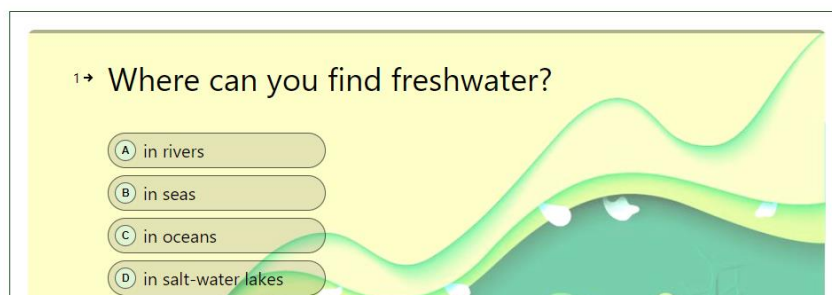 1→ Where can you find freshwater?
A in rivers
B in seas
C in oceans
D in salt-water lakes